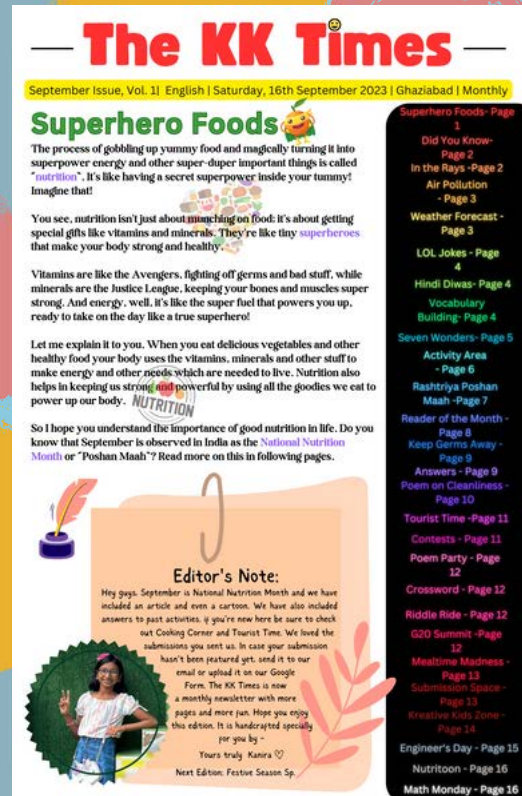 The KK Times
September Issue, Vol. 1| English | Saturday, 16th September 2023 | Ghaziabad | Monthly
Superhero Foods
The process of gobbling up yummy food and magically turning it into
superpower energy and other super-duper important things is called
"nutrition". It's like having a secret superpower inside your tummy!
Imagine that!
You see, nutrition isn't just about munching on food; it's about getting
special gifts like vitamins and minerals. They're like tiny superheroes
that make your body strong and healthy.
Vitamins are like the Avengers, fighting off germs and bad stuff, while
minerals are the Justice League, keeping your bones and muscles super
strong. And energy, well, it's like the super fuel that powers you up,
ready to take on the day like a true superhero!
Let me explain it to you. When you eat delicious vegetables and other
healthy food your body uses the vitamins, minerals and other stuff to
make energy and other needs which are needed to live. Nutrition also
helps in keeping us strong and powerful by using all the goodies we eat to
power up our body.
NUTRITION
So I hope you understand the importance of good nutrition in life. Do you
know that September is observed in India as the National Nutrition
Month or "Poshan Maah"? Read more on this in following pages.
Editor's Note:
Hey guys, September is National Nutrition Month and we have
included an article and even a cartoon. We have also included
answers to past activities, if you're new here be sure to check
out Cooking Corner and Tourist Time. We loved the
submissions you sent us. In case your submission
hasn't been featured yet, send it to our
email or upload it on our Google
Form. The KK Times is now
a monthly newsletter with more
pages and more fun. Hope you enjoy
this edition. It is handcrafted specially
for you by -
Yours truly Kanira ♡
Next Edition: Festive Season Sp.
Superhero Foods- Page
1
Did You Know-
Page 2
In the Rays -Page 2
Air Pollution
- Page 3
Weather Forecast -
Page 3
LOL Jokes - Page
4
Hindi Diwas- Page 4
Vocabulary
Building- Page 4
Seven Wonders- Page 5
Activity Area
- Page 6
Rashtriya Poshan
Maah -Page 7
Reader of the Month -
Page 8
Keep Germs Away -
Page 9
Answers - Page 9
Poem on Cleanliness -
Page 10
Tourist Time -Page 11
Contests - Page 11
Poem Party - Page
12
Crossword - Page 12
Riddle Ride - Page 12
G20 Summit -Page
12
Mealtime Madness -
Page 13
Submission Space -
Page 13
Kreative Kids Zone -
Page 14
Engineer's Day - Page 15
Nutritoon - Page 16
Math Monday - Page 16